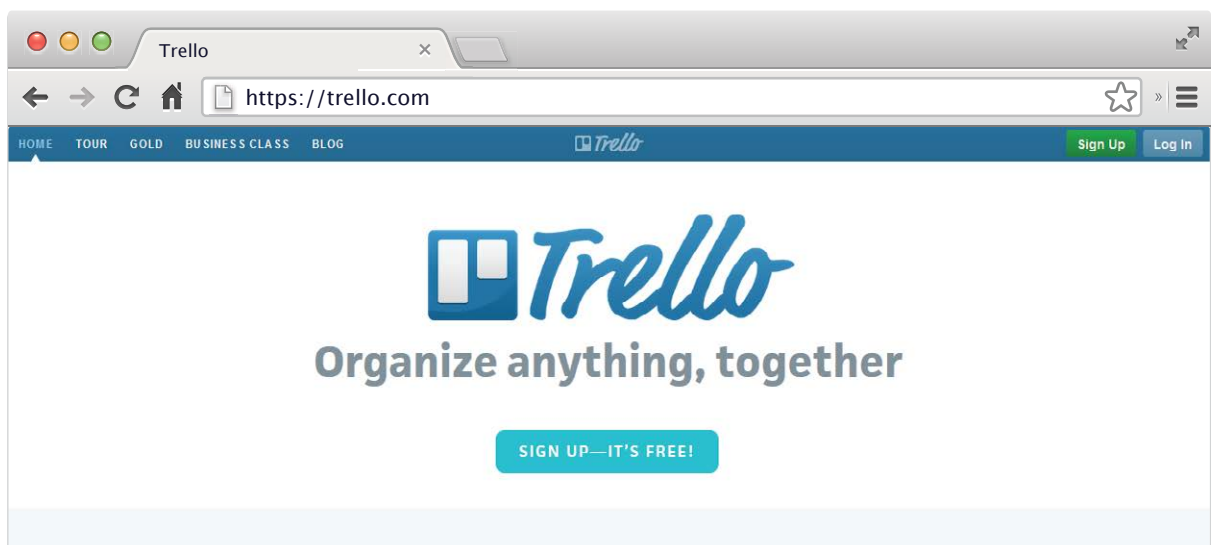 Trello
https://trello.com
»
HOME TOUR GOLD BUSINESS CLASS BLOG Trello Sign Up Log In
Trello
Organize anything, together
SIGN UP—IT'S FREE!